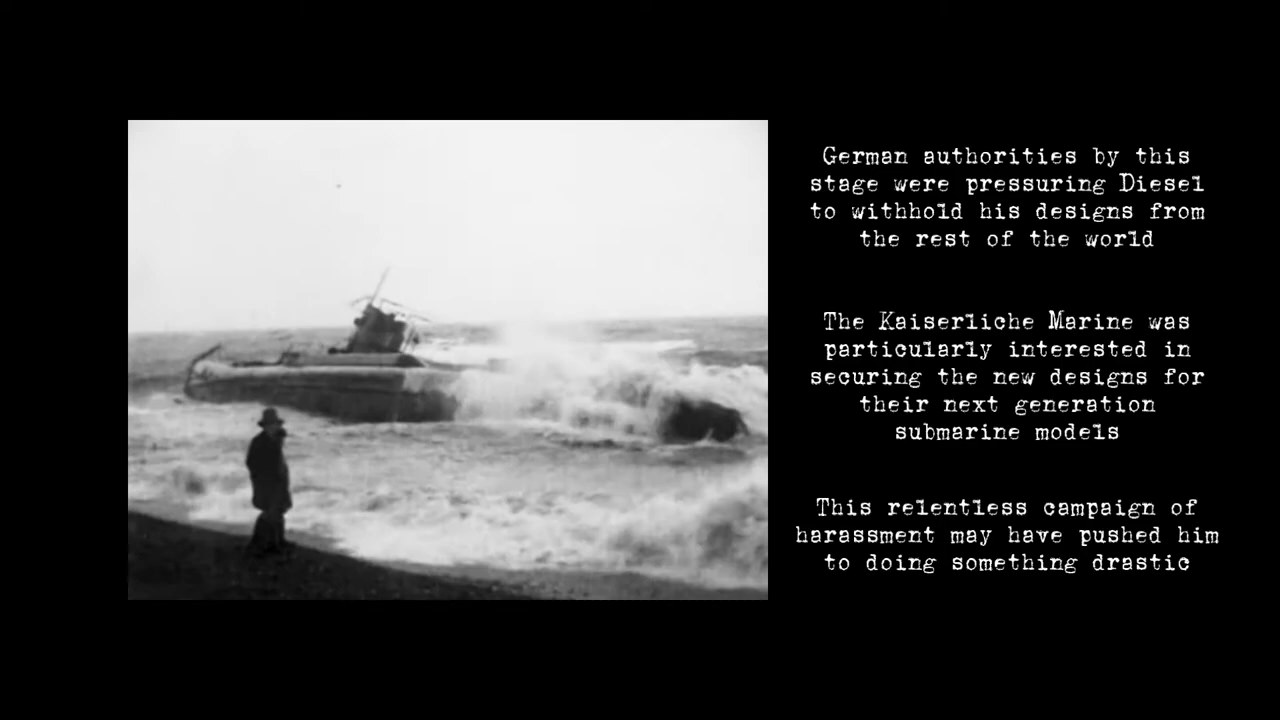 German authorities by this
stage were pressuring Diesel
to withhold his designs from
the rest of the world
The Kaiserliche Marine was
particularly interested in
securing the new designs for
their next generation
submarine models
This relentless campaign of
harassment may have pushed him
to doing something drastic